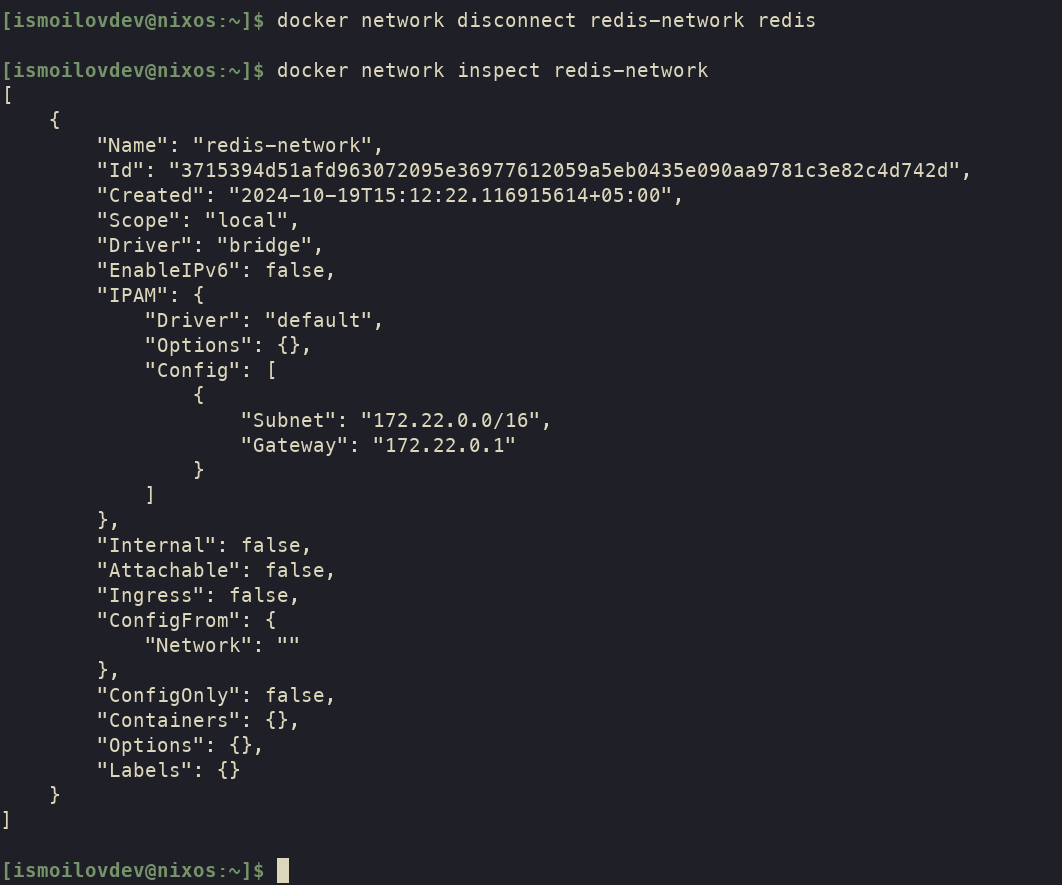 [ismoilovdev@nixos:~]$ docker network disconnect redis-network redis
[ismoilovdev@nixos:~]$ docker network inspect redis-network
[
    {
        "Name": "redis-network",
        "Id": "3715394d51afd963072095e36977612059a5eb0435e090aa9781c3e82c4d742d",
        "Created": "2024-10-19T15:12:22.116915614+05:00",
        "Scope": "local",
        "Driver": "bridge",
        "EnableIPv6": false,
        "IPAM": {
            "Driver": "default",
            "Options": {},
            "Config": [
                {
                    "Subnet": "172.22.0.0/16",
                    "Gateway": "172.22.0.1"
                }
            ]
        },
        "Internal": false,
        "Attachable": false,
        "Ingress": false,
        "ConfigFrom": {
            "Network": ""
        },
        "ConfigOnly": false,
        "Containers": {},
        "Options": {},
        "Labels": {}
    }
]
[ismoilovdev@nixos:~]$